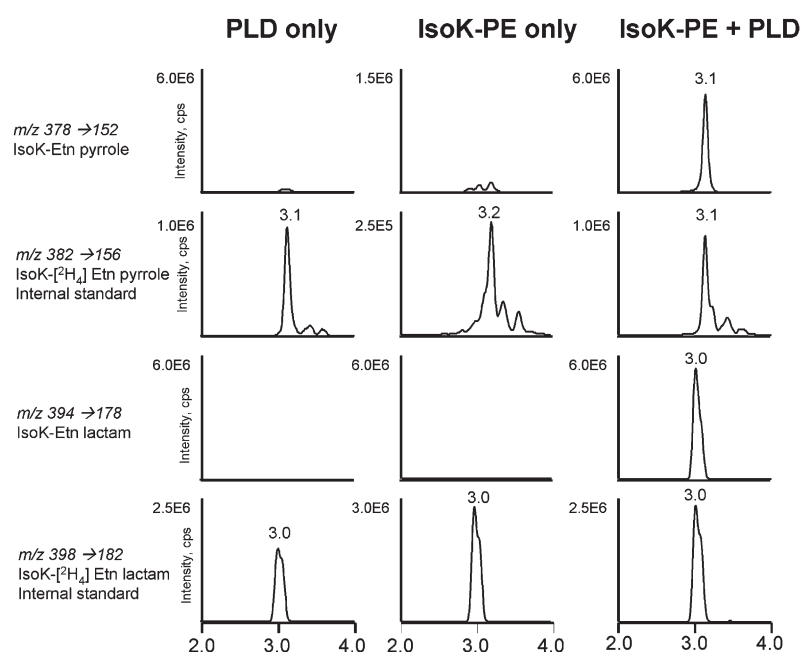 PLD only IsoK-PE only IsoK-PE + PLD
6.0E6 1.5E6 6.0E6 3.1
m/z 378 →152
IsoK-Etn pyrrole
Intensity, cps
1.0E6 3.1 2.5E5 3.2 1.0E6 3.1
m/z 382 →156
IsoK-[²H₄] Etn pyrrole
Internal standard
Intensity, cps
6.0E6 6.0E6 6.0E6 3.0
m/z 394 →178
IsoK-Etn lactam
Intensity, cps
2.5E6 3.0 3.0E6 3.0 2.5E6 3.0
m/z 398 →182
IsoK-[²H₄] Etn lactam
Internal standard
Intensity, cps
2.0 3.0 4.0 2.0 3.0 4.0 2.0 3.0 4.0